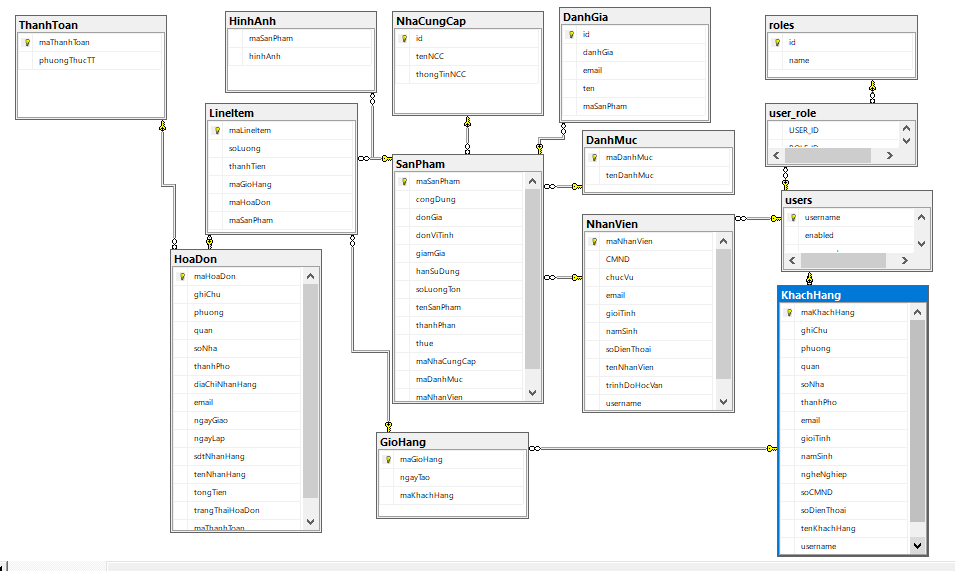 ThanhToan
maThanhToan
phuongThucTT
HinhAnh
maSanPham
hinhAnh
NhaCungCap
id
tenNCC
thongTinNCC
DanhGia
id
danhGia
email
ten
maSanPham
roles
id
name
LineItem
maLineItem
soLuong
thanhTien
maGioHang
maHoaDon
maSanPham
user_role
USER_ID
ROLE_ID
DanhMuc
maDanhMuc
tenDanhMuc
SanPham
maSanPham
congDung
donGia
donViTinh
giamGia
hanSuDung
soLuongTon
tenSanPham
thanhPhan
thue
maNhaCungCap
maDanhMuc
maNhanVien
users
username
enabled
NhanVien
maNhanVien
CMND
chucVu
email
gioiTinh
namSinh
soDienThoai
tenNhanVien
trinhDoHocVan
username
HoaDon
maHoaDon
ghiChu
phuong
quan
soNha
thanhPho
diaChiNhanHang
email
ngayGiao
ngayLap
sdtNhanHang
tenNhanHang
tongTien
trangThaiHoaDon
maThanhToan
KhachHang
maKhachHang
ghiChu
phuong
quan
soNha
thanhPho
email
gioiTinh
namSinh
ngheNghiep
soCMND
soDienThoai
tenKhachHang
username
GioHang
maGioHang
ngayTao
maKhachHang